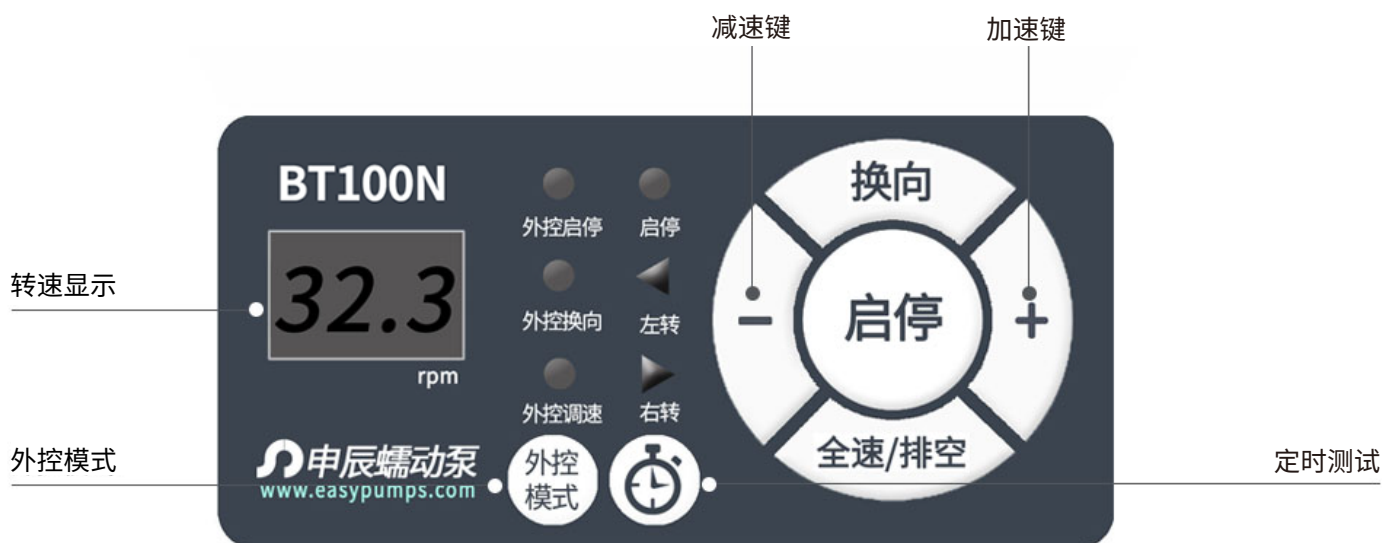 减速键
加速键
BT100N
32.3
rpm
外控启停
启停
外控换向
左转
外控调速
右转
换向
−
启停
+
全速/排空
转速显示
外控模式
申辰蠕动泵
www.easypumps.com
外控
模式
定时测试